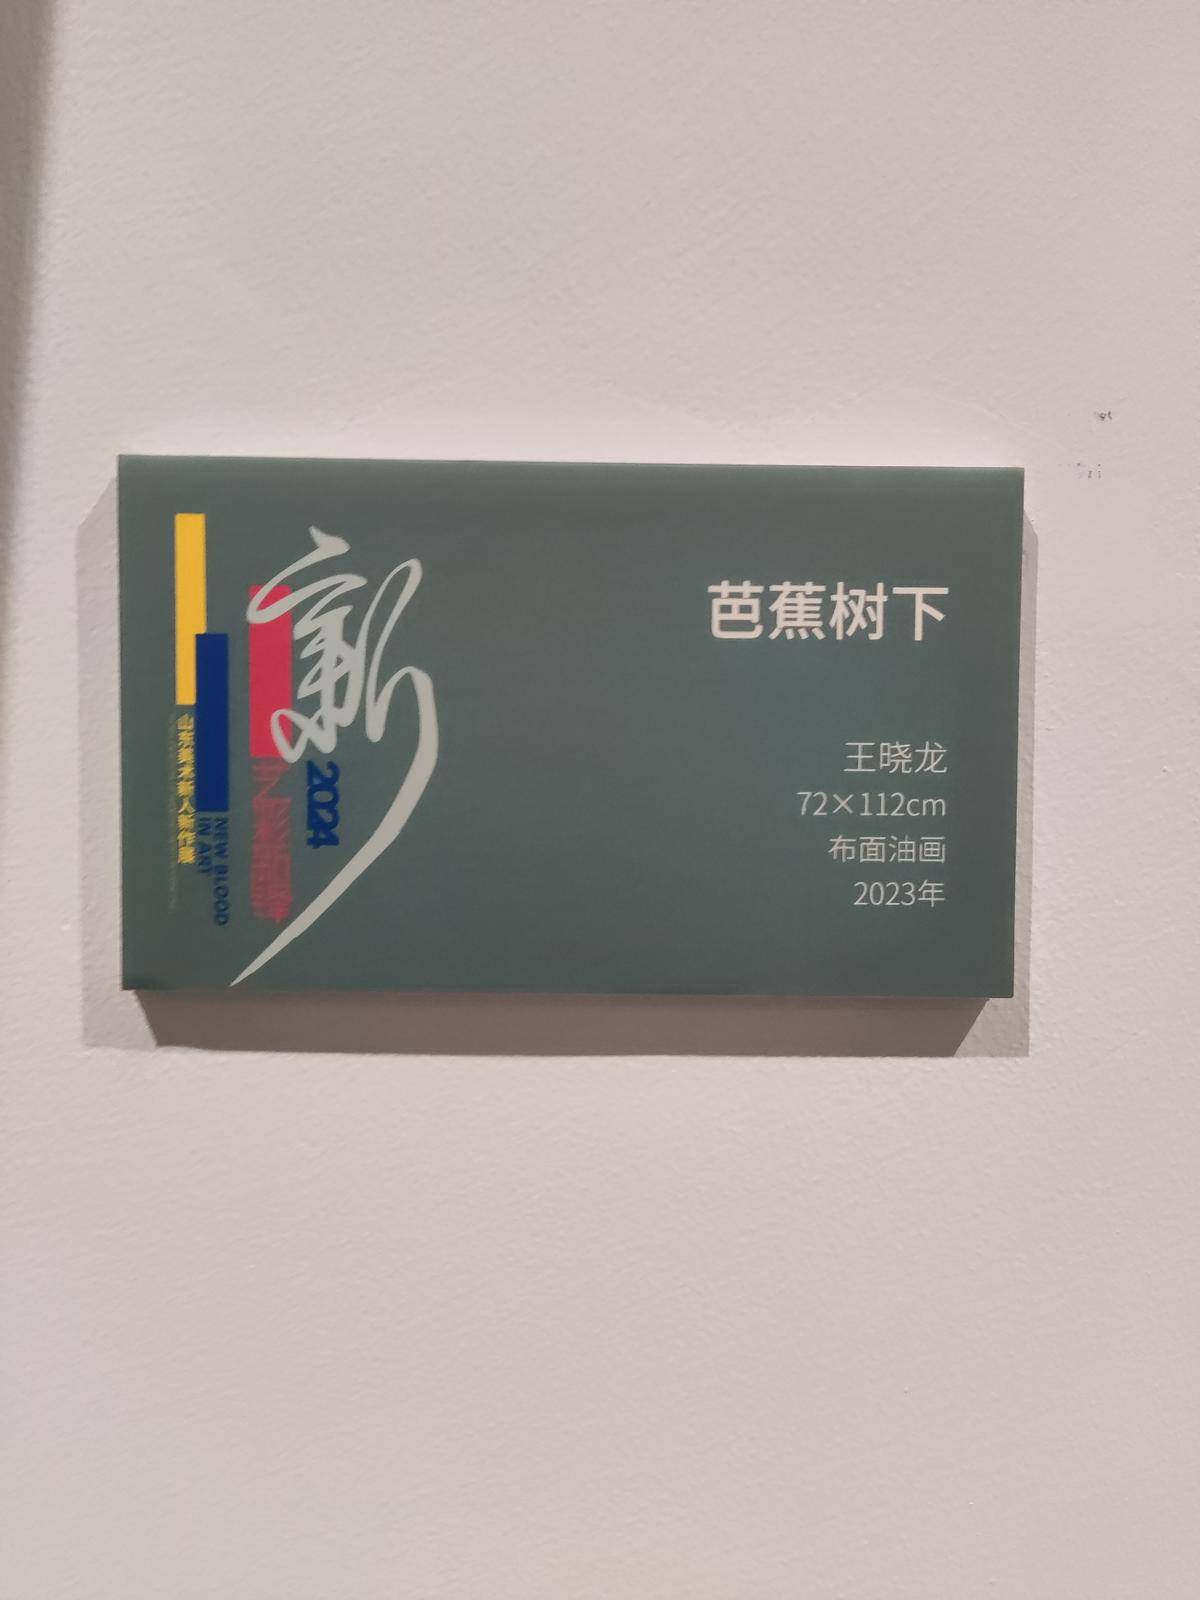 新
2024
山东美术新人新作展
NEW BLOOD
IN ART
芭蕉树下
王晓龙
72×112cm
布面油画
2023年